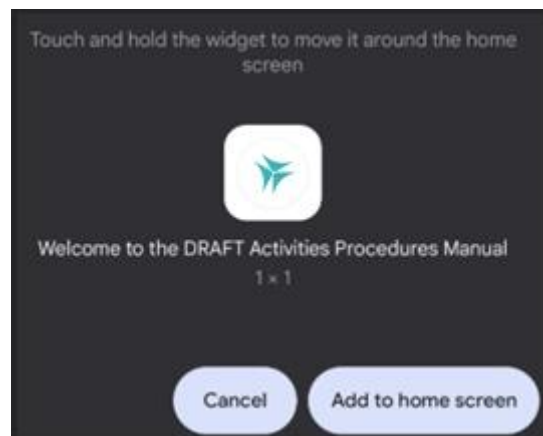 Touch and hold the widget to move it around the home
screen
Welcome to the DRAFT Activities Procedures Manual
1 × 1
Cancel
Add to home screen